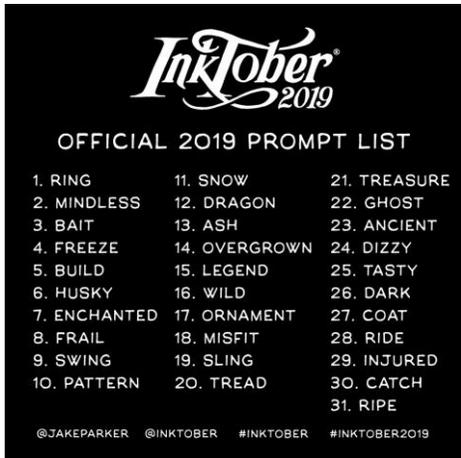 INKTOBER®
2019
OFFICIAL 2019 PROMPT LIST
1. RING
2. MINDLESS
3. BAIT
4. FREEZE
5. BUILD
6. HUSKY
7. ENCHANTED
8. FRAIL
9. SWING
10. PATTERN
11. SNOW
12. DRAGON
13. ASH
14. OVERGROWN
15. LEGEND
16. WILD
17. ORNAMENT
18. MISFIT
19. SLING
20. TREAD
21. TREASURE
22. GHOST
23. ANCIENT
24. DIZZY
25. TASTY
26. DARK
27. COAT
28. RIDE
29. INJURED
30. CATCH
31. RIPE
@JAKEPARKER @INKTOBER #INKTOBER #INKTOBER2019